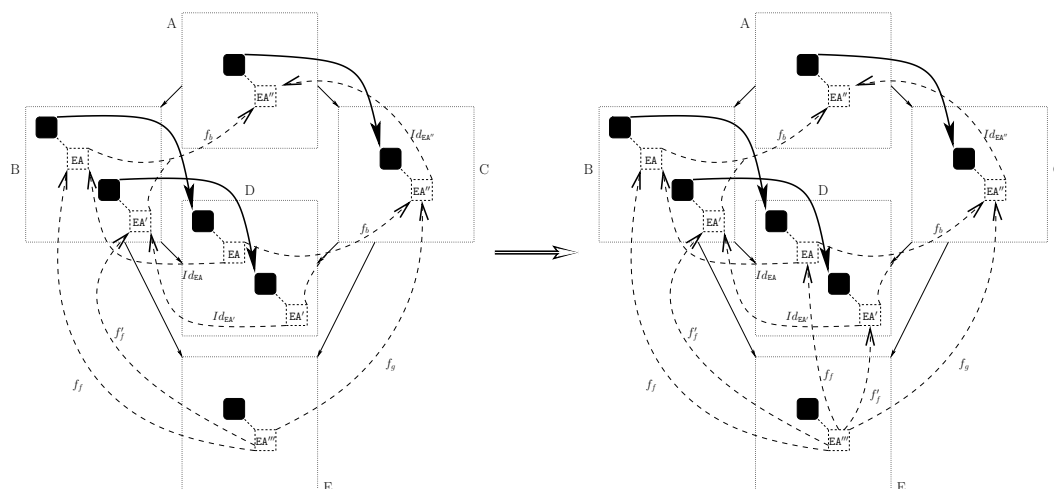 A
EA″
f_b
Id_EA″
B
EA
C
EA″
D
EA′
f_b
EA
Id_EA
EA′
Id_EA′
f′_f
f_g
f_f
EA‴
E
A
EA″
f_b
Id_EA″
B
EA
EA″
D
EA′
f_b
EA
Id_EA
EA′
Id_EA′
f′_f
f_g
f_f
f_f
f′_f
EA‴
E